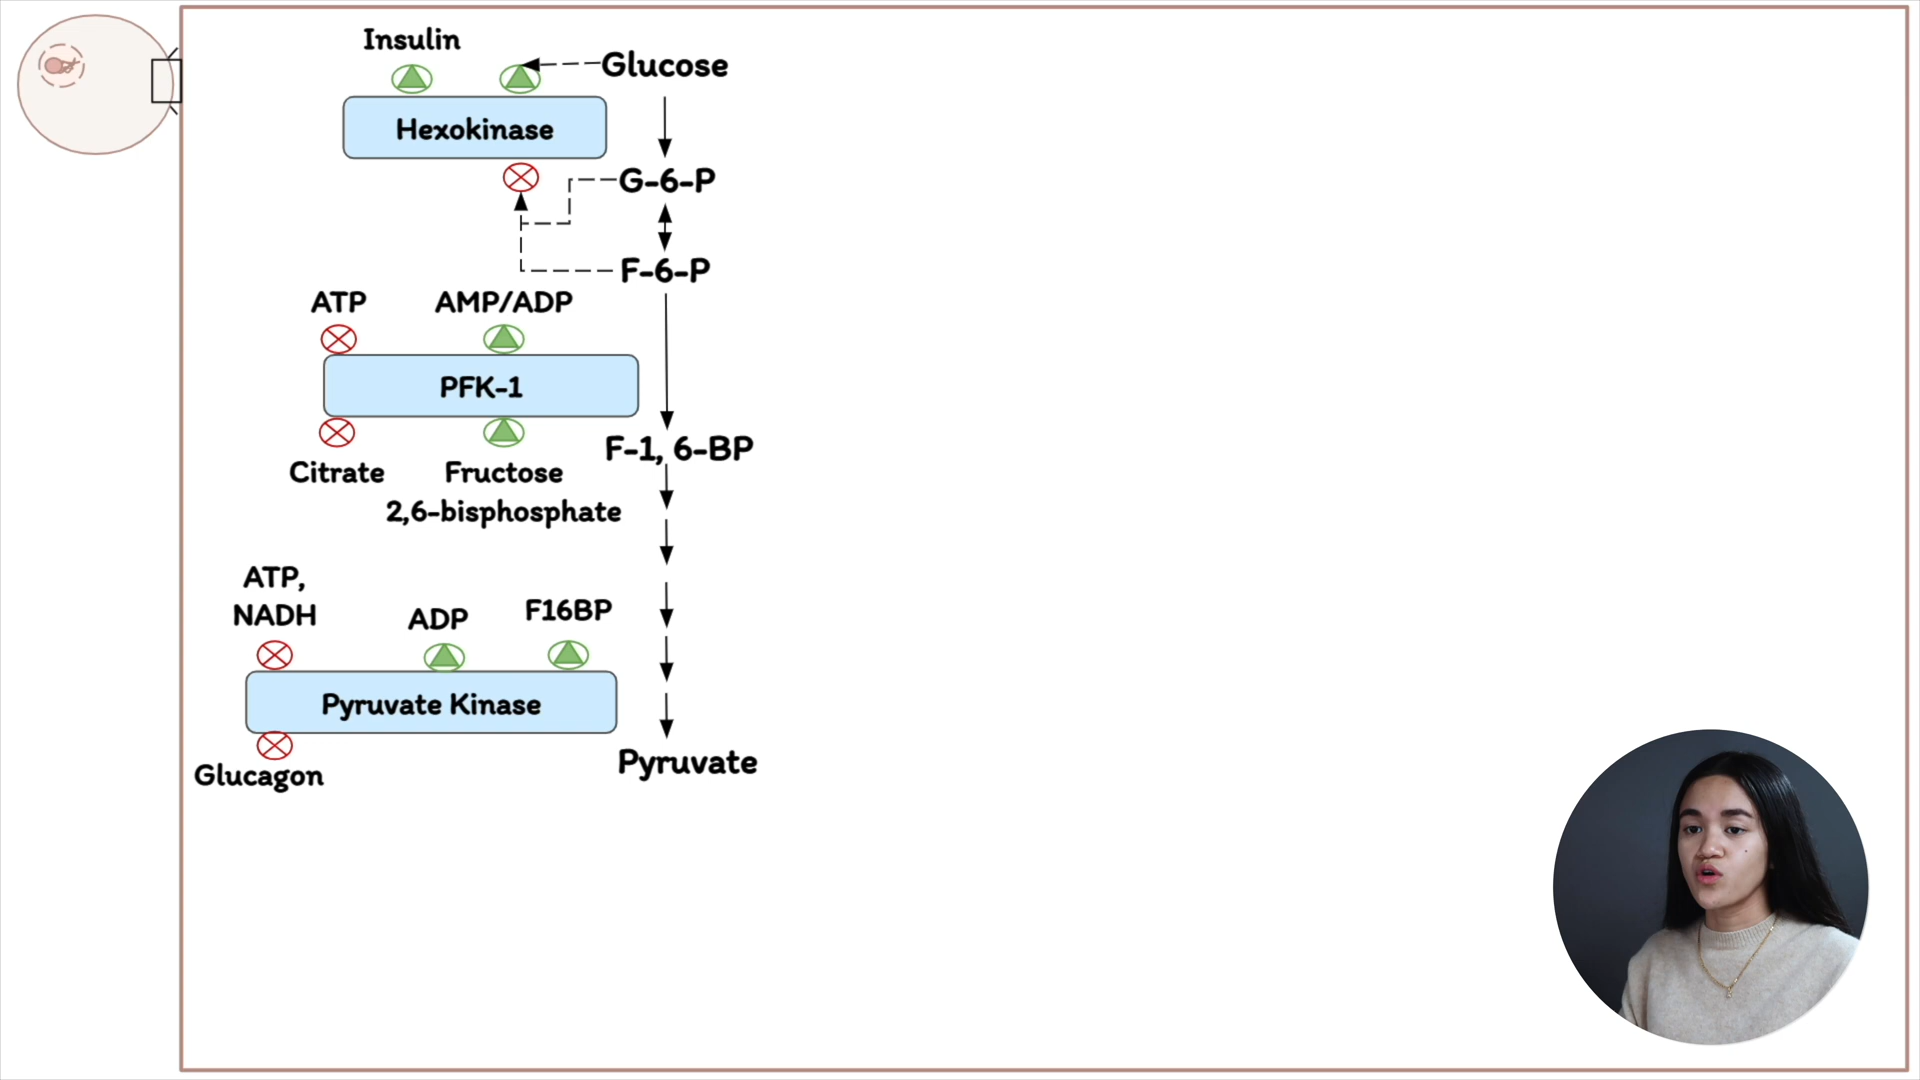 Insulin
Glucose
Hexokinase
G-6-P
F-6-P
ATP
AMP/ADP
PFK-1
F-1, 6-BP
Citrate
Fructose
2,6-bisphosphate
ATP,
NADH
ADP
F16BP
Pyruvate Kinase
Pyruvate
Glucagon